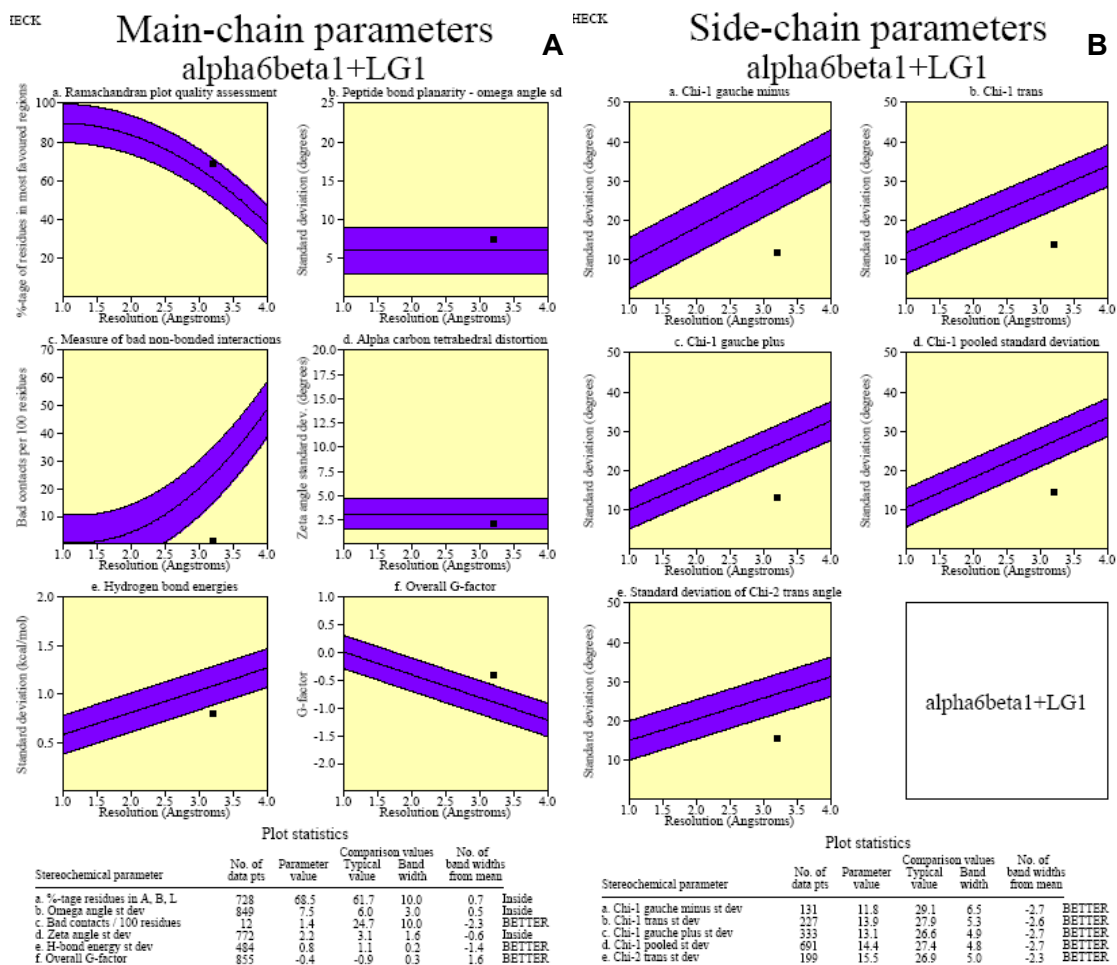 HECK
Main-chain parameters
A
alpha6beta1+LG1
a. Ramachandran plot quality assessment
%-tage of residues in most favoured regions
100
80
60
40
20
1.0 1.5 2.0 2.5 3.0 3.5 4.0
Resolution (Angstroms)
b. Peptide bond planarity - omega angle sd
Standard deviation (degrees)
25
20
15
10
5
1.0 1.5 2.0 2.5 3.0 3.5 4.0
Resolution (Angstroms)
c. Measure of bad non-bonded interactions
Bad contacts per 100 residues
70
60
50
40
30
20
10
1.0 1.5 2.0 2.5 3.0 3.5 4.0
Resolution (Angstroms)
d. Alpha carbon tetrahedral distortion
Zeta angle standard dev. (degrees)
20.0
17.5
15.0
12.5
10.0
7.5
5.0
2.5
1.0 1.5 2.0 2.5 3.0 3.5 4.0
Resolution (Angstroms)
e. Hydrogen bond energies
Standard deviation (kcal/mol)
2.0
1.5
1.0
0.5
1.0 1.5 2.0 2.5 3.0 3.5 4.0
Resolution (Angstroms)
f. Overall G-factor
G-factor
1.0
0.5
0.0
-0.5
-1.0
-1.5
-2.0
1.0 1.5 2.0 2.5 3.0 3.5 4.0
Resolution (Angstroms)
Plot statistics
Comparison values
No. of Parameter Typical Band No. of band widths
Stereochemical parameter data pts value value width from mean
a. %-tage residues in A, B, L 728 68.5 61.7 10.0 0.7 Inside
b. Omega angle st dev 849 7.5 6.0 3.0 0.5 Inside
c. Bad contacts / 100 residues 12 1.4 24.7 10.0 -2.3 BETTER
d. Zeta angle st dev 772 2.2 3.1 1.6 -0.6 Inside
e. H-bond energy st dev 484 0.8 1.1 0.2 -1.4 BETTER
f. Overall G-factor 855 -0.4 -0.9 0.3 1.6 BETTER
HECK
Side-chain parameters
B
alpha6beta1+LG1
a. Chi-1 gauche minus
Standard deviation (degrees)
50
40
30
20
10
1.0 1.5 2.0 2.5 3.0 3.5 4.0
Resolution (Angstroms)
b. Chi-1 trans
Standard deviation (degrees)
50
40
30
20
10
1.0 1.5 2.0 2.5 3.0 3.5 4.0
Resolution (Angstroms)
c. Chi-1 gauche plus
Standard deviation (degrees)
50
40
30
20
10
1.0 1.5 2.0 2.5 3.0 3.5 4.0
Resolution (Angstroms)
d. Chi-1 pooled standard deviation
Standard deviation (degrees)
50
40
30
20
10
1.0 1.5 2.0 2.5 3.0 3.5 4.0
Resolution (Angstroms)
e. Standard deviation of Chi-2 trans angle
Standard deviation (degrees)
50
40
30
20
10
1.0 1.5 2.0 2.5 3.0 3.5 4.0
Resolution (Angstroms)
alpha6beta1+LG1
Plot statistics
Comparison values
No. of Parameter Typical Band No. of band widths
Stereochemical parameter data pts value value width from mean
a. Chi-1 gauche minus st dev 131 11.8 29.1 6.5 -2.7 BETTER
b. Chi-1 trans st dev 227 13.9 27.9 5.3 -2.6 BETTER
c. Chi-1 gauche plus st dev 333 13.1 26.6 4.9 -2.7 BETTER
d. Chi-1 pooled st dev 691 14.4 27.4 4.8 -2.7 BETTER
e. Chi-2 trans st dev 199 15.5 26.9 5.0 -2.3 BETTER